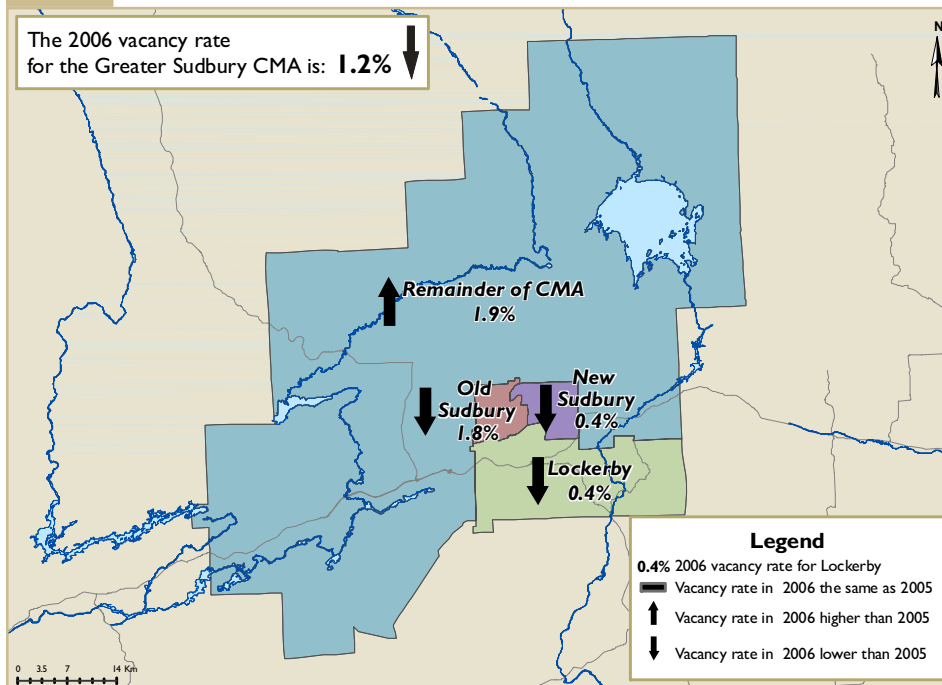 The 2006 vacancy rate
for the Greater Sudbury CMA is: 1.2%
N
Remainder of CMA
1.9%
Old
Sudbury
1.8%
New
Sudbury
0.4%
Lockerby
0.4%
Legend
0.4% 2006 vacancy rate for Lockerby
Vacancy rate in 2006 the same as 2005
Vacancy rate in 2006 higher than 2005
Vacancy rate in 2006 lower than 2005
0 3.5 7 14 Km